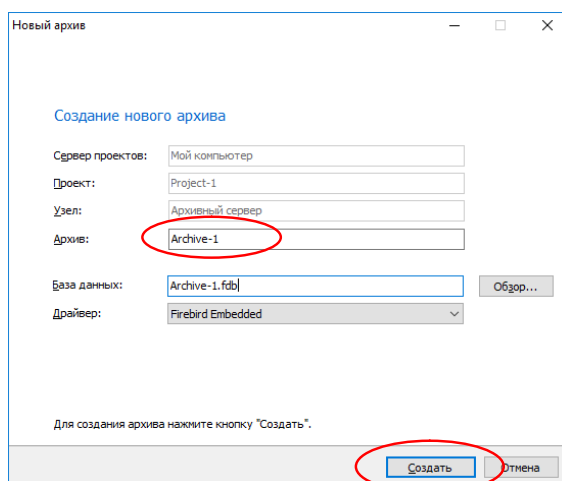 Новый архив
Создание нового архива
Сервер проектов: Мой компьютер
Проект: Project-1
Узел: Архивный сервер
Архив: Archive-1
База данных: Archive-1.fdb Обзор...
Драйвер: Firebird Embedded
Для создания архива нажмите кнопку "Создать".
Создать Отмена